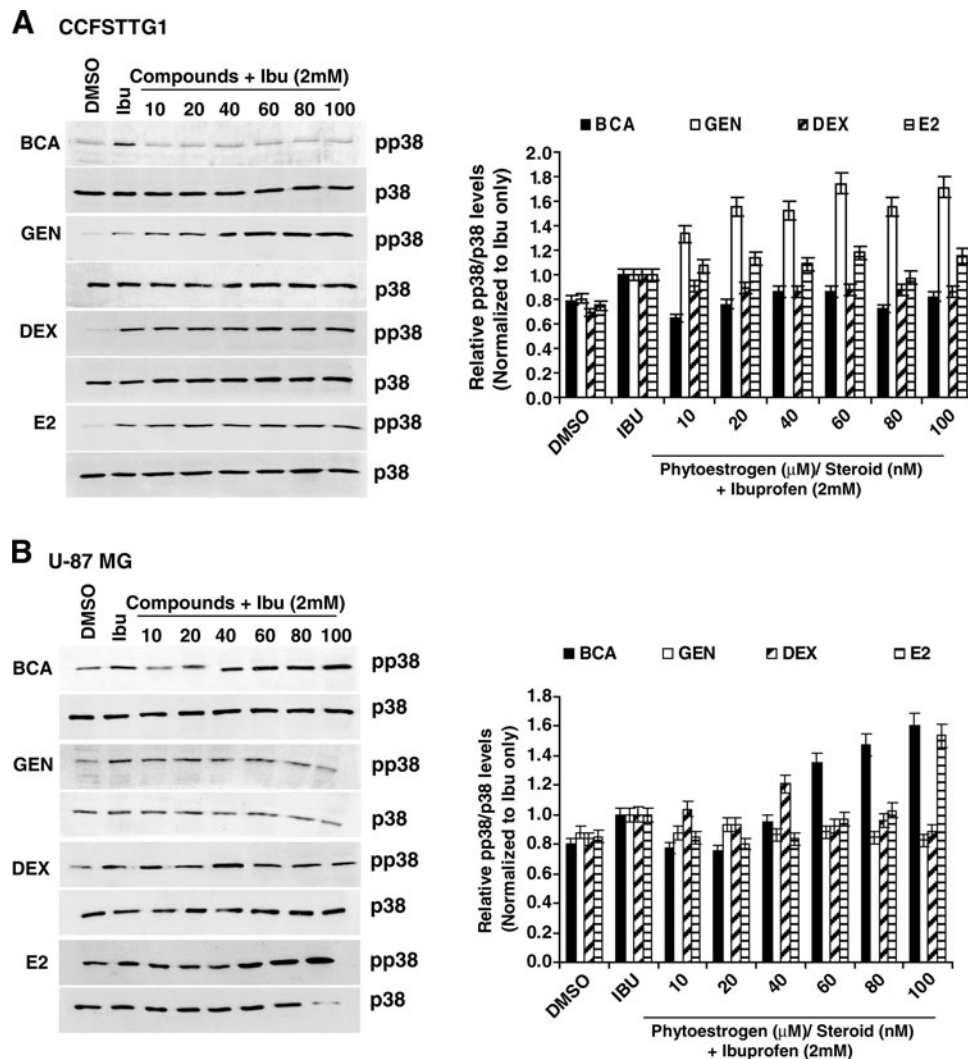 A CCFSTTG1
DMSO
Ibu
Compounds + Ibu (2mM)
10 20 40 60 80 100
BCA pp38
p38
GEN pp38
p38
DEX pp38
p38
E2 pp38
p38
BCA GEN DEX E2
Relative pp38/p38 levels
(Normalized to Ibu only)
2.0
1.8
1.6
1.4
1.2
1.0
0.8
0.6
0.4
0.2
0.0
DMSO IBU 10 20 40 60 80 100
Phytoestrogen (μM)/ Steroid (nM)
+ Ibuprofen (2mM)
B U-87 MG
DMSO
Ibu
Compounds + Ibu (2mM)
10 20 40 60 80 100
BCA pp38
p38
GEN pp38
p38
DEX pp38
p38
E2 pp38
p38
BCA GEN DEX E2
Relative pp38/p38 levels
(Normalized to Ibu only)
1.8
1.6
1.4
1.2
1.0
0.8
0.6
0.4
0.2
0.0
DMSO IBU 10 20 40 60 80 100
Phytoestrogen (μM)/ Steroid (nM)
+ Ibuprofen (2mM)